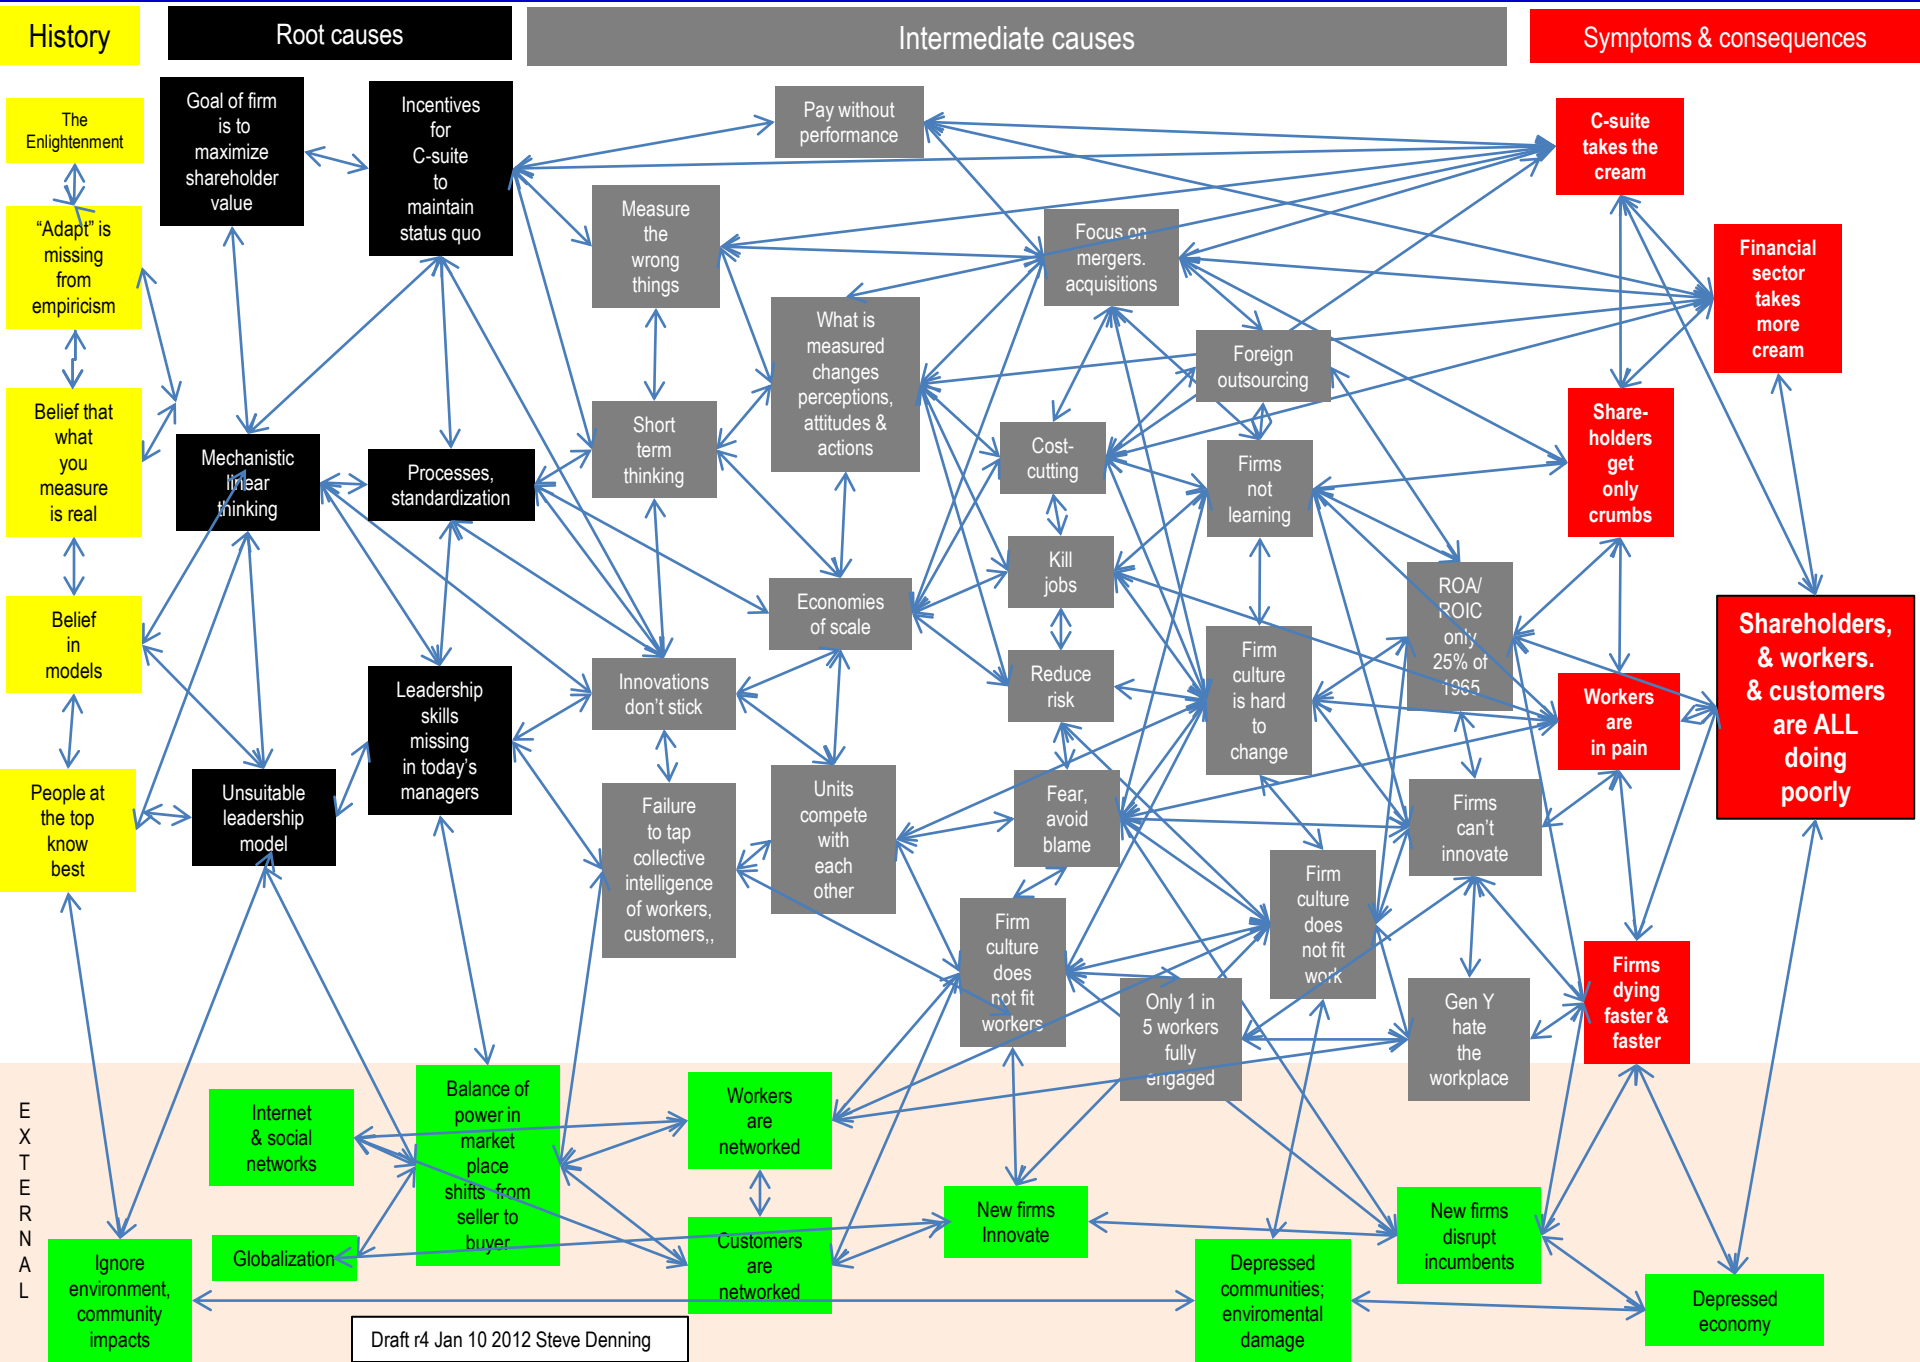 History
Root causes
Intermediate causes
Symptoms & consequences
The
Enlightenment
“Adapt” is
missing
from
empiricism
Belief that
what
you
measure
is real
Belief
in
models
People at
the top
know
best
Goal of firm
is to
maximize
shareholder
value
Incentives
for
C-suite
to
maintain
status quo
Mechanistic
linear
thinking
Processes,
standardization
Unsuitable
leadership
model
Leadership
skills
missing
in today’s
managers
Pay without
performance
Measure
the
wrong
things
Short
term
thinking
Innovations
don’t stick
Failure
to tap
collective
intelligence
of workers,
customers,,
What is
measured
changes
perceptions,
attitudes &
actions
Economies
of scale
Units
compete
with
each
other
Focus on
mergers.
acquisitions
Cost-
cutting
Kill
jobs
Reduce
risk
Fear,
avoid
blame
Firm
culture
does
not fit
workers
Foreign
outsourcing
Firms
not
learning
Firm
culture
is hard
to
change
Firm
culture
does
not fit
work
Only 1 in
5 workers
fully
engaged
ROA/
ROIC
only
25% of
1965
Firms
can’t
innovate
Gen Y
hate
the
workplace
C-suite
takes the
cream
Financial
sector
takes
more
cream
Share-
holders
get
only
crumbs
Workers
are
in pain
Firms
dying
faster &
faster
Shareholders,
& workers.
& customers
are ALL
doing
poorly
E
X
T
E
R
N
A
L
Internet
& social
networks
Globalization
Ignore
environment,
community
impacts
Balance of
power in
market
place
shifts from
seller to
buyer
Workers
are
networked
Customers
are
networked
New firms
Innovate
Depressed
communities;
enviromental
damage
New firms
disrupt
incumbents
Depressed
economy
Draft r4 Jan 10 2012 Steve Denning